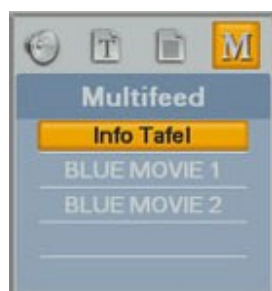 T M
Multifeed
Info Tafel
BLUE MOVIE 1
BLUE MOVIE 2